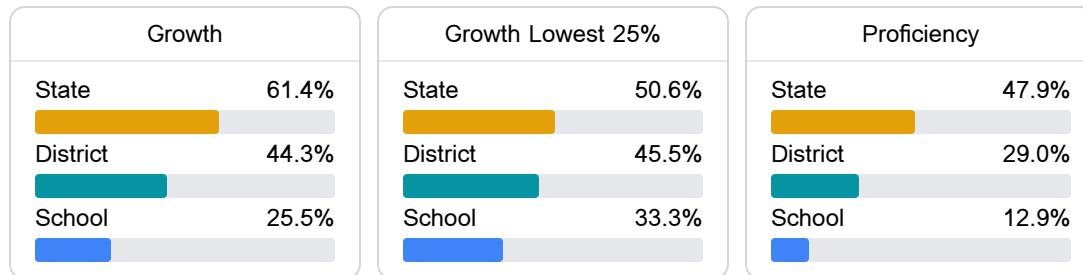 Growth
State 61.4%
District 44.3%
School 25.5%
Growth Lowest 25%
State 50.6%
District 45.5%
School 33.3%
Proficiency
State 47.9%
District 29.0%
School 12.9%